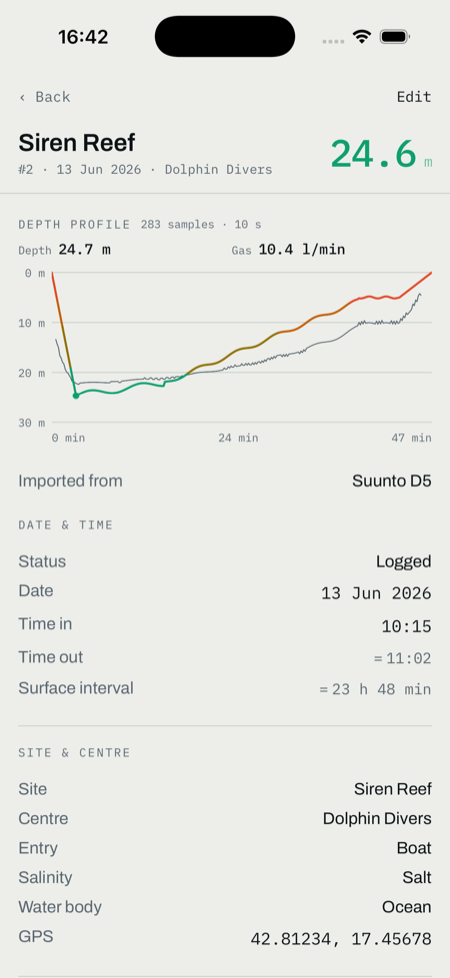 16:42
‹ Back
Edit
Siren Reef
24.6 m
#2 · 13 Jun 2026 · Dolphin Divers
DEPTH PROFILE 283 samples · 10 s
Depth 24.7 m
Gas 10.4 l/min
0 m
10 m
20 m
30 m
0 min
24 min
47 min
Imported from Suunto D5
DATE & TIME
Status Logged
Date 13 Jun 2026
Time in 10:15
Time out =11:02
Surface interval =23 h 48 min
SITE & CENTRE
Site Siren Reef
Centre Dolphin Divers
Entry Boat
Salinity Salt
Water body Ocean
GPS 42.81234, 17.45678